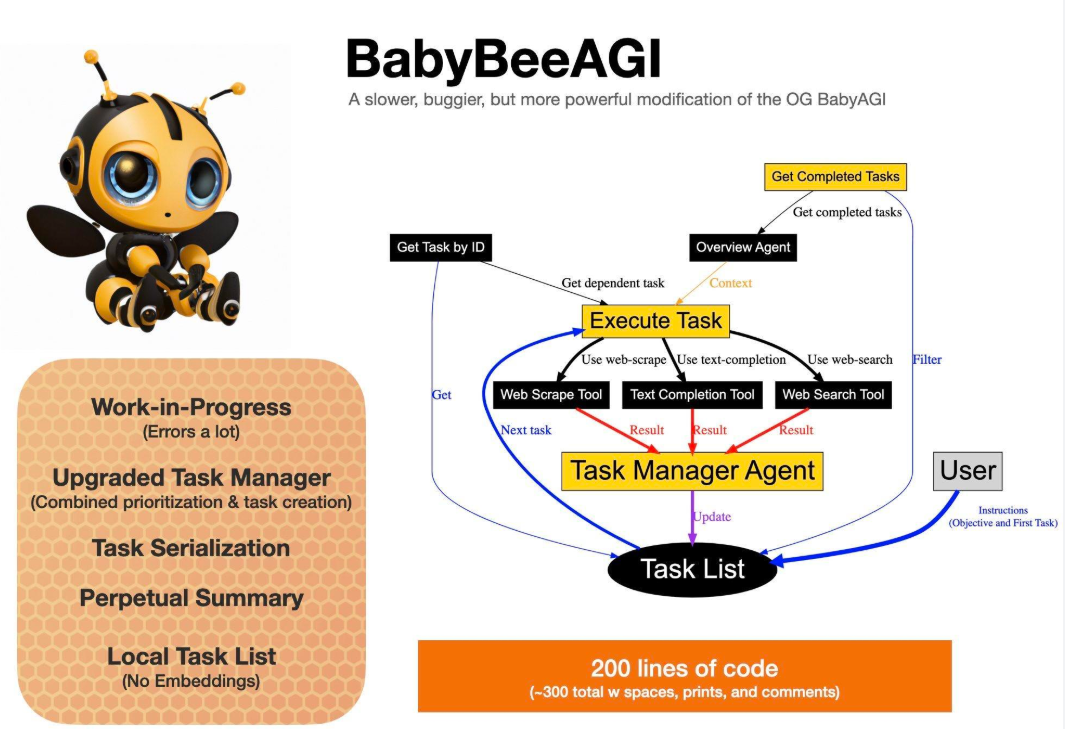 BabyBeeAGI
A slower, buggier, but more powerful modification of the OG BabyAGI
Get Completed Tasks
Get completed tasks
Get Task by ID
Overview Agent
Get dependent task
Context
Execute Task
Use web-scrape
Use text-completion
Use web-search
Filter
Get
Web Scrape Tool
Text Completion Tool
Web Search Tool
Next task
Result
Result
Result
Task Manager Agent
User
Update
Instructions
(Objective and First Task)
Task List
Work-in-Progress
(Errors a lot)
Upgraded Task Manager
(Combined prioritization & task creation)
Task Serialization
Perpetual Summary
Local Task List
(No Embeddings)
200 lines of code
(~300 total w spaces, prints, and comments)